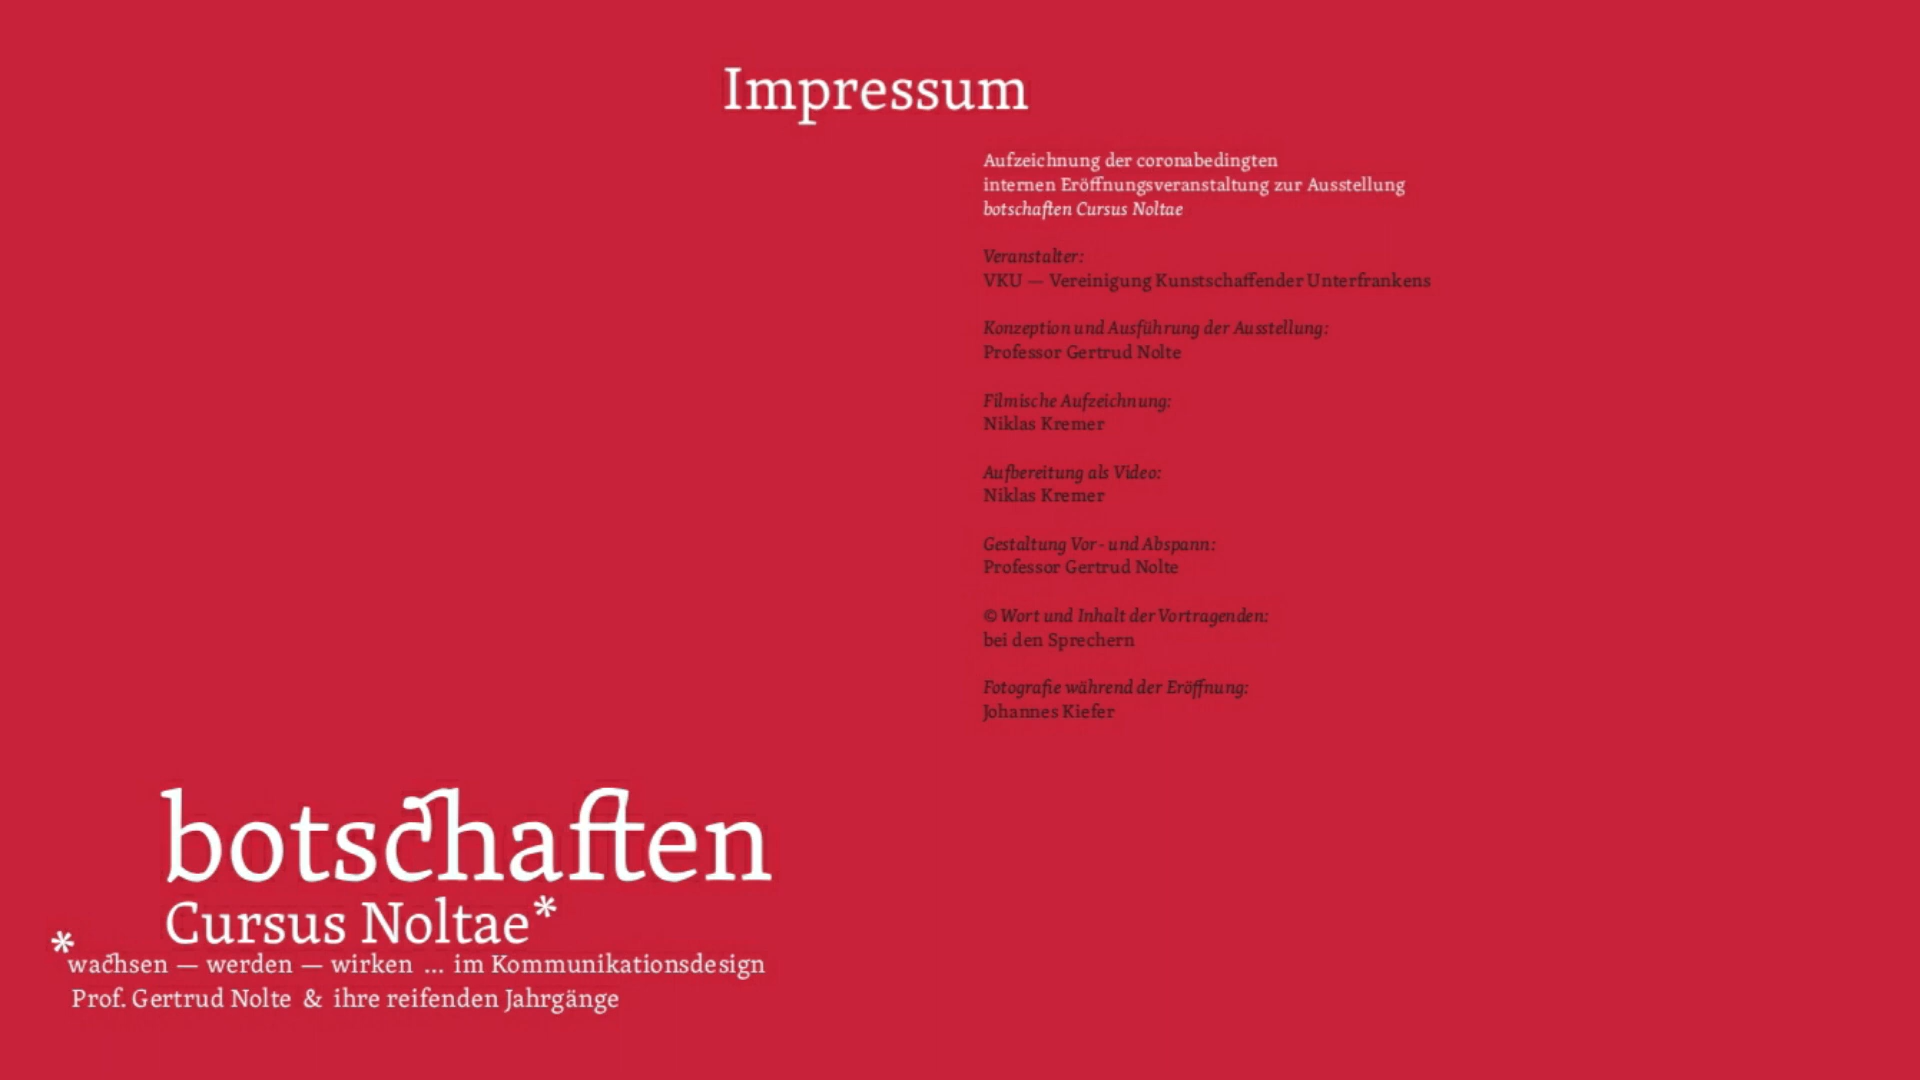 Impressum
Aufzeichnung der coronabedingten
internen Eröffnungsveranstaltung zur Ausstellung
botschaften Cursus Noltae
Veranstalter:
VKU — Vereinigung Kunstschaffender Unterfrankens
Konzeption und Ausführung der Ausstellung:
Professor Gertrud Nolte
Filmische Aufzeichnung:
Niklas Kremer
Aufbereitung als Video:
Niklas Kremer
Gestaltung Vor- und Abspann:
Professor Gertrud Nolte
© Wort und Inhalt der Vortragenden:
bei den Sprechern
Fotografie während der Eröffnung:
Johannes Kiefer
botschaften
Cursus Noltae*
*wachsen — werden — wirken ... im Kommunikationsdesign
Prof. Gertrud Nolte & ihre reifenden Jahrgänge